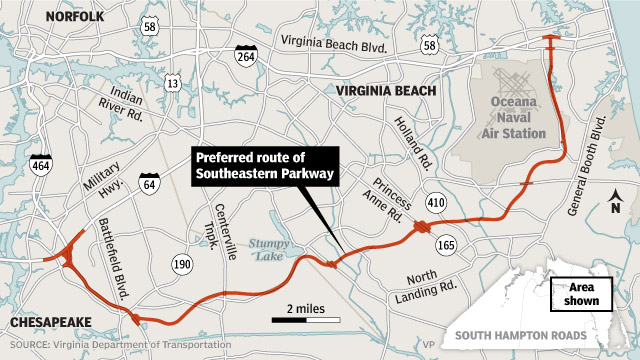 NORFOLK
58
Virginia Beach Blvd.
58
264
13
Indian
River Rd.
VIRGINIA BEACH
Oceana
Naval
Air Station
Holland Rd.
General Booth Blvd.
464
Military
Hwy.
64
Preferred route of
Southeastern Parkway
Princess
Anne Rd.
410
N
Battlefield Blvd.
Centerville
Tnpk.
Stumpy
Lake
165
190
North
Landing Rd.
2 miles
Area
shown
CHESAPEAKE
SOUTH HAMPTON ROADS
SOURCE: Virginia Department of Transportation
VP